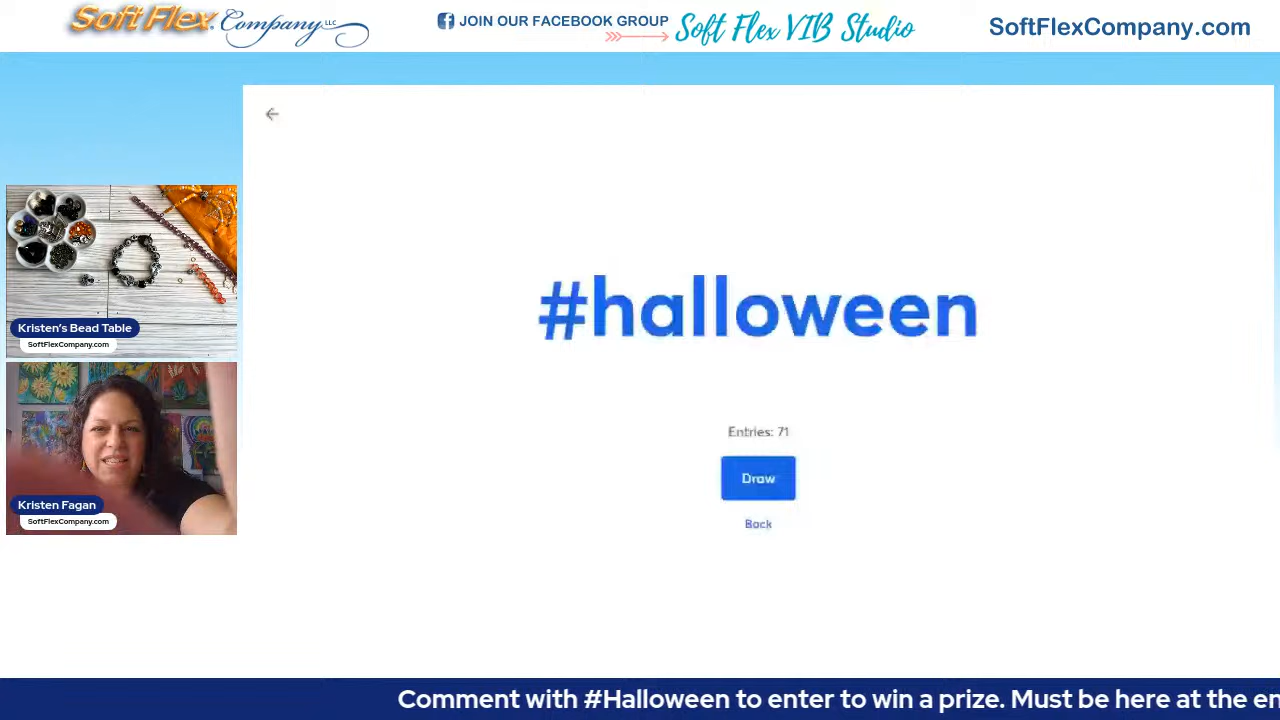 Soft Flex Company LLC
JOIN OUR FACEBOOK GROUP
Soft Flex VIB Studio
SoftFlexCompany.com
#halloween
Entries: 71
Draw
Back
Kristen's Bead Table
SoftFlexCompany.com
Kristen Fagan
SoftFlexCompany.com
Comment with #Halloween to enter to win a prize. Must be here at the en